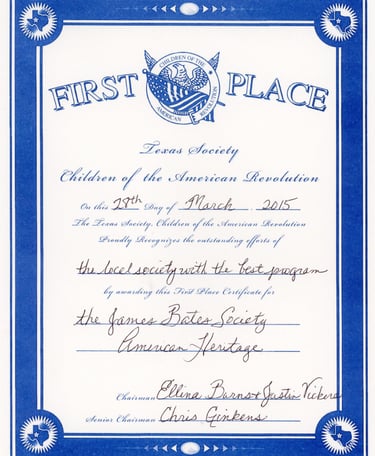 FIRST PLACE
CHILDREN OF THE
AMERICAN REVOLUTION
Texas Society
Children of the American Revolution
On this 28th Day of March 2015
The Texas Society, Children of the American Revolution
Proudly Recognizes the outstanding efforts of
the local society with the best program
by awarding this First Place Certificate for
the James Bates Society
American Heritage
Chairman Ellina Barnes & Justin Vickers
Senior Chairman Chris Ginkens